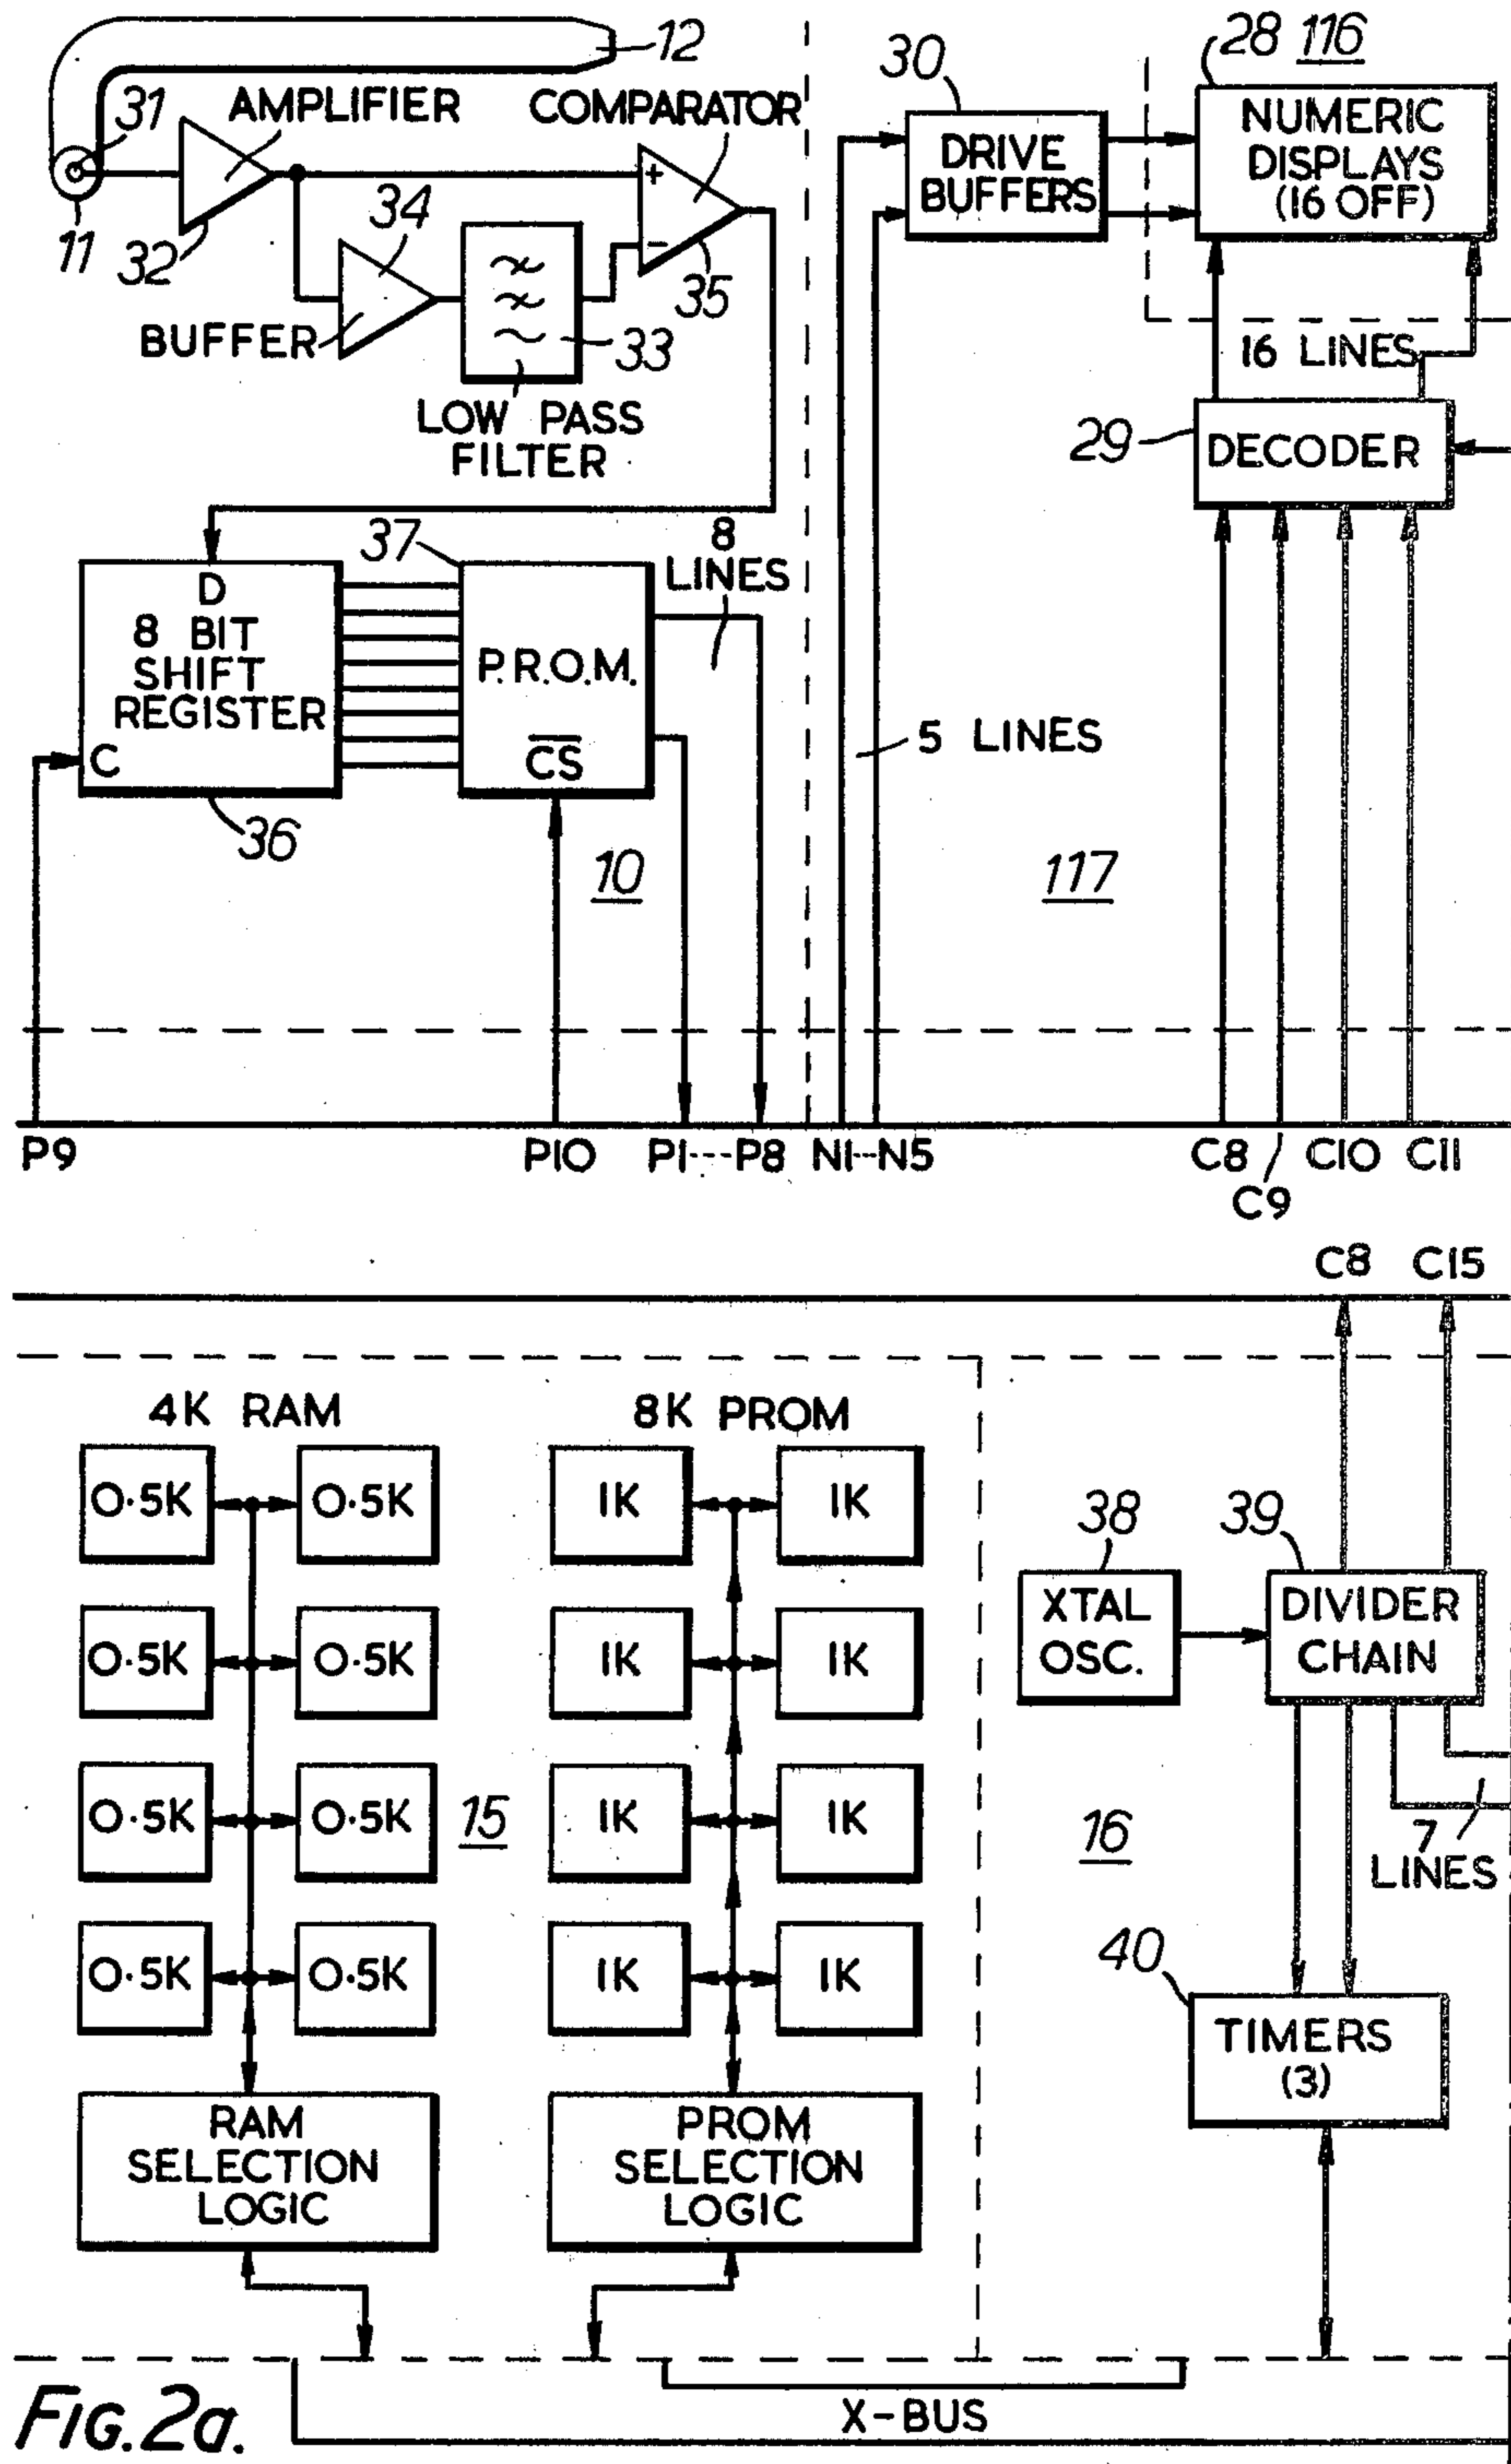 12
28 116
30
31
AMPLIFIER
COMPARATOR
NUMERIC
DISPLAYS
(16 OFF)
DRIVE
BUFFERS
+
34
11
32
−
35
BUFFER
33
16 LINES
LOW PASS
FILTER
29
DECODER
37
8
LINES
D
8 BIT
SHIFT
REGISTER
C
P.R.O.M.
CS
5 LINES
36
10
117
P9
P10
P1---P8
N1--N5
C8
C9
C10
C11
C8 C15
4K RAM
8K PROM
0·5K 0·5K 1K 1K
38
39
XTAL
OSC.
DIVIDER
CHAIN
0·5K 0·5K 1K 1K
0·5K 0·5K 15 1K 1K
16
7
LINES
0·5K 0·5K 1K 1K
40
TIMERS
(3)
RAM
SELECTION
LOGIC
PROM
SELECTION
LOGIC
X-BUS
FIG.2a.